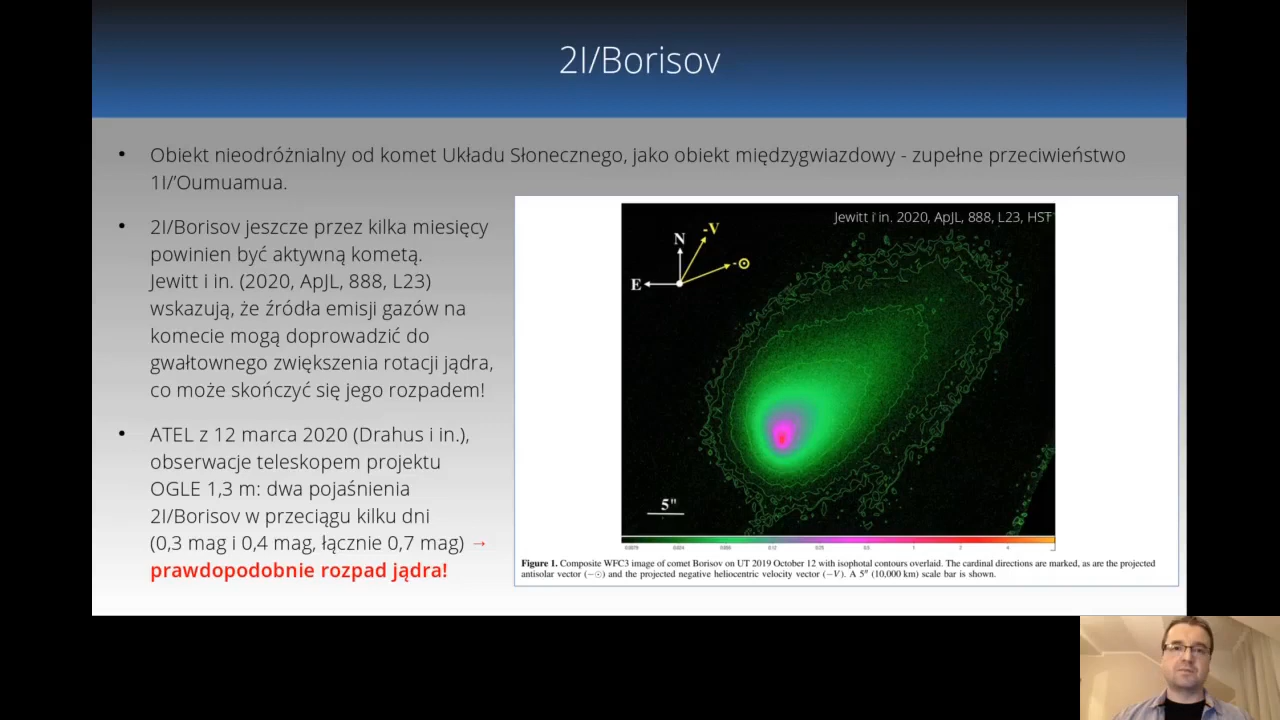 2I/Borisov
• Obiekt nieodróżnialny od komet Układu Słonecznego, jako obiekt międzygwiazdowy - zupełne przeciwieństwo
1I/'Oumuamua.
• 2I/Borisov jeszcze przez kilka miesięcy
powinien być aktywną kometą.
Jewitt i in. (2020, ApJL, 888, L23)
wskazują, że źródła emisji gazów na
komecie mogą doprowadzić do
gwałtownego zwiększenia rotacji jądra,
co może skończyć się jego rozpadem!
• ATEL z 12 marca 2020 (Drahus i in.),
obserwacje teleskopem projektu
OGLE 1,3 m: dwa pojaśnienia
2I/Borisov w przeciągu kilku dni
(0,3 mag i 0,4 mag, łącznie 0,7 mag) →
prawdopodobnie rozpad jądra!
Jewitt i in. 2020, ApJL, 888, L23, HST
-V
N
-⊙
E
5"
Figure 1. Composite WFC3 image of comet Borisov on UT 2019 October 12 with isophotal contours overlaid. The cardinal directions are marked, as are the projected
antisolar vector (−⊙) and the projected negative heliocentric velocity vector (−V). A 5″ (10,000 km) scale bar is shown.